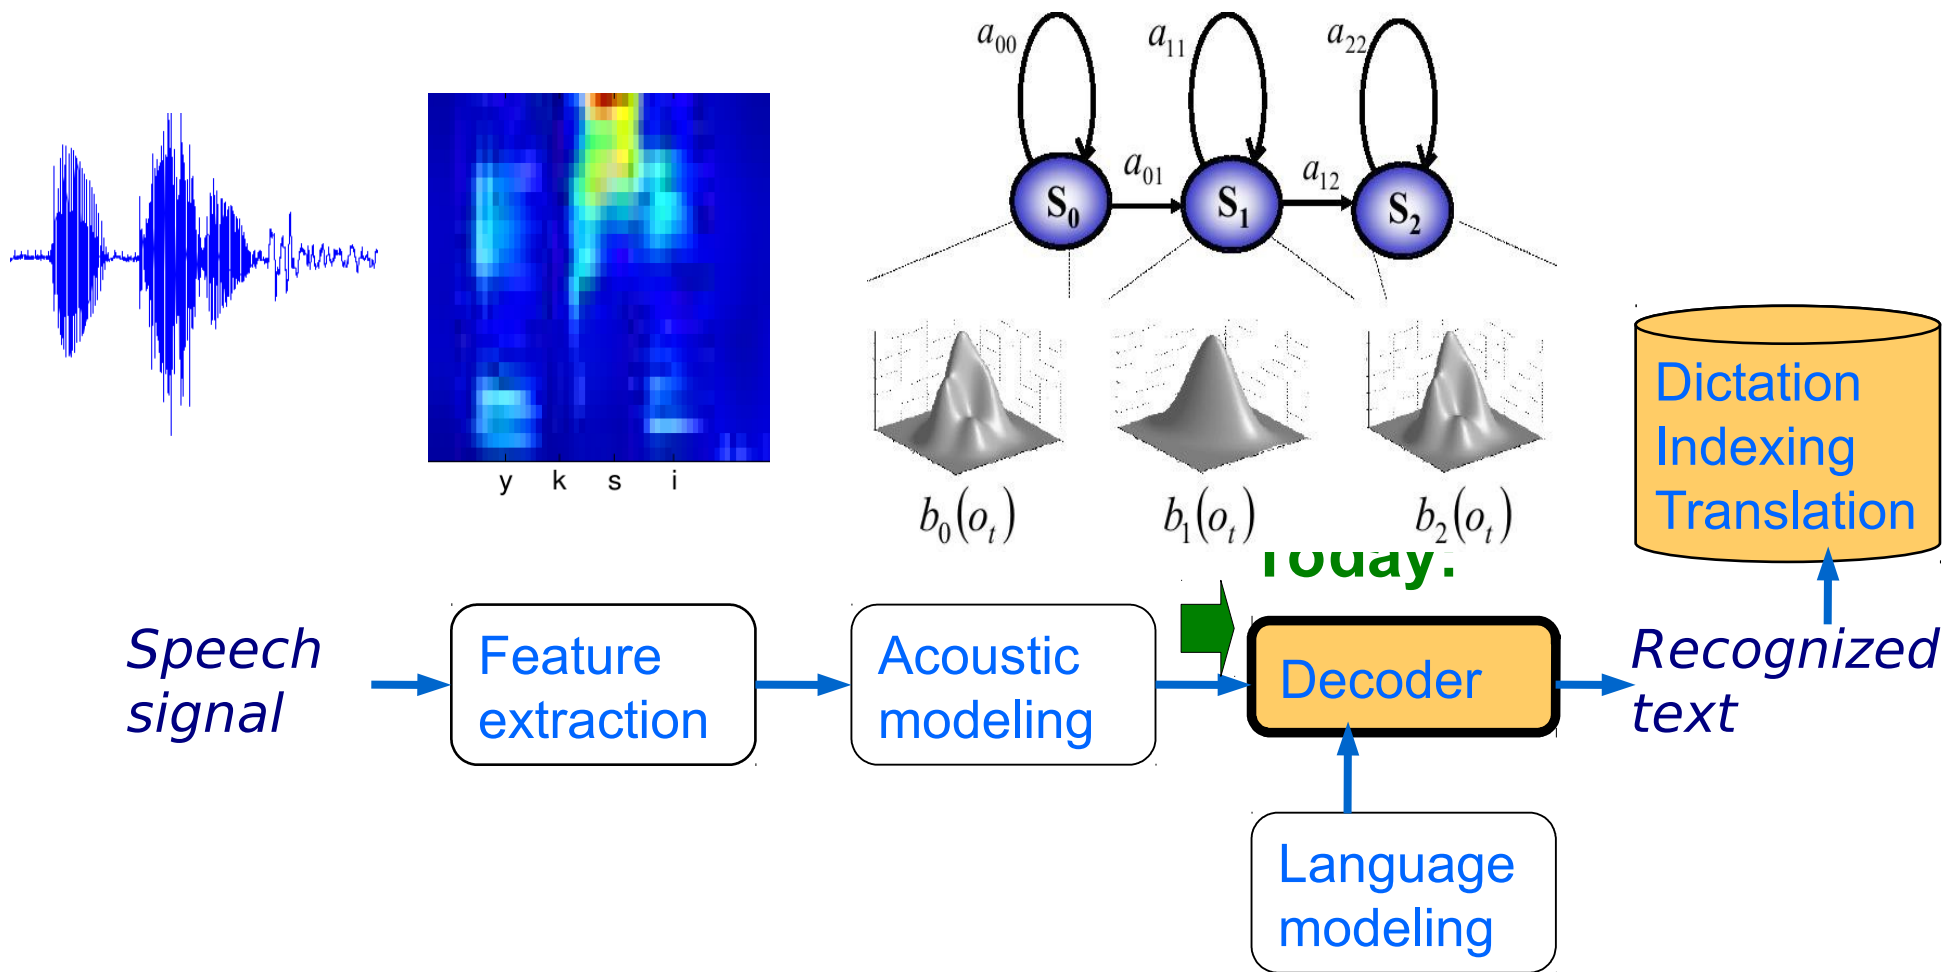 a₀₀ a₁₁ a₂₂
a₀₁ a₁₂
S₀ S₁ S₂
y k s i
b₀(oₜ) b₁(oₜ) b₂(oₜ)
Dictation
Indexing
Translation
Today:
Speech
signal
Feature
extraction
Acoustic
modeling
Decoder
Recognized
text
Language
modeling